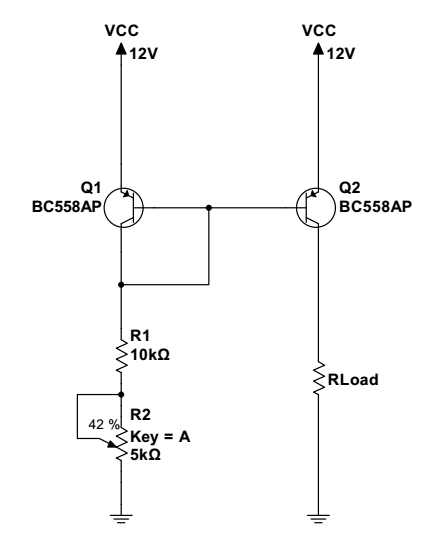 VCC
12V
VCC
12V
Q1
BC558AP
Q2
BC558AP
R1
10kΩ
RLoad
42 %
R2
Key = A
5kΩ